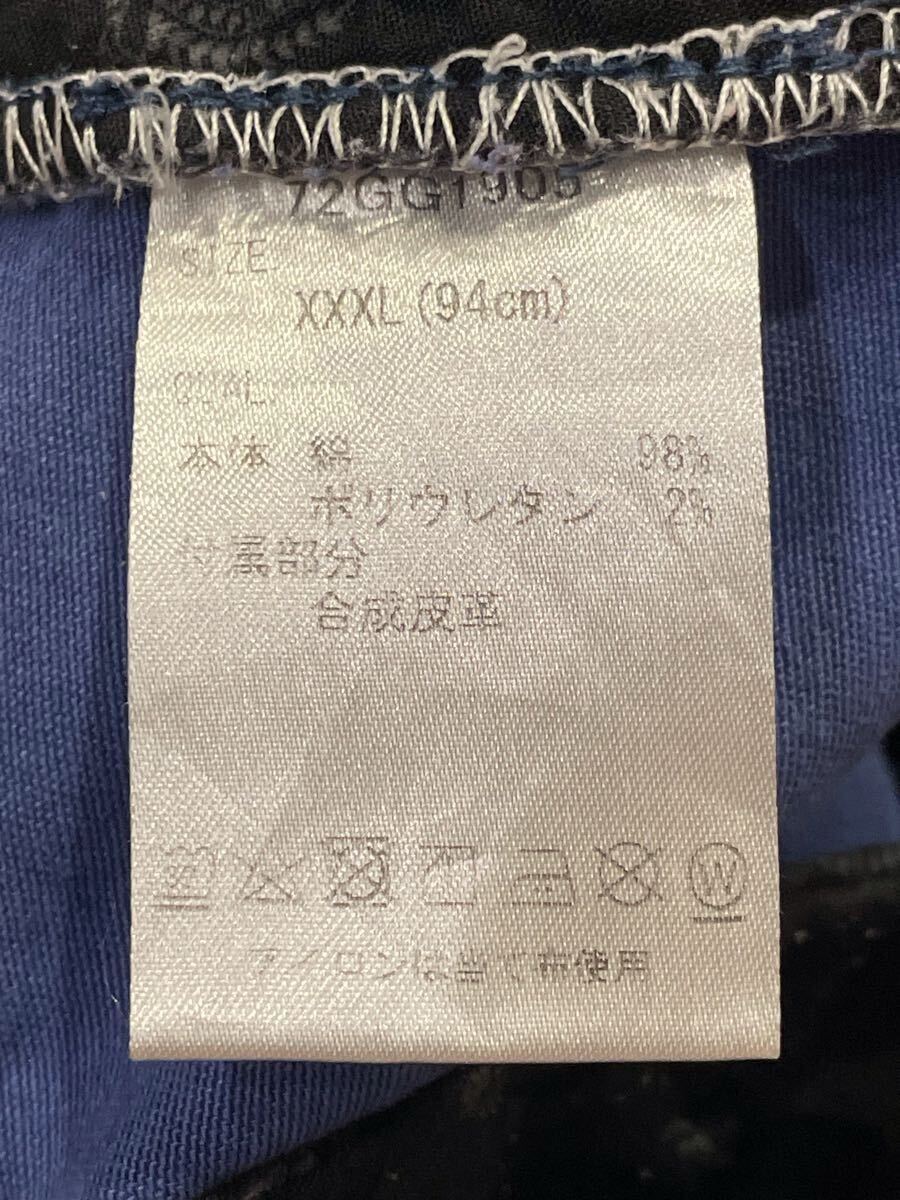 72GG1905
SIZE
XXXL(94cm)
QUAL
本体 綿 98%
ポリウレタン 2%
付属部分
合成皮革
W
アイロンは当て布使用